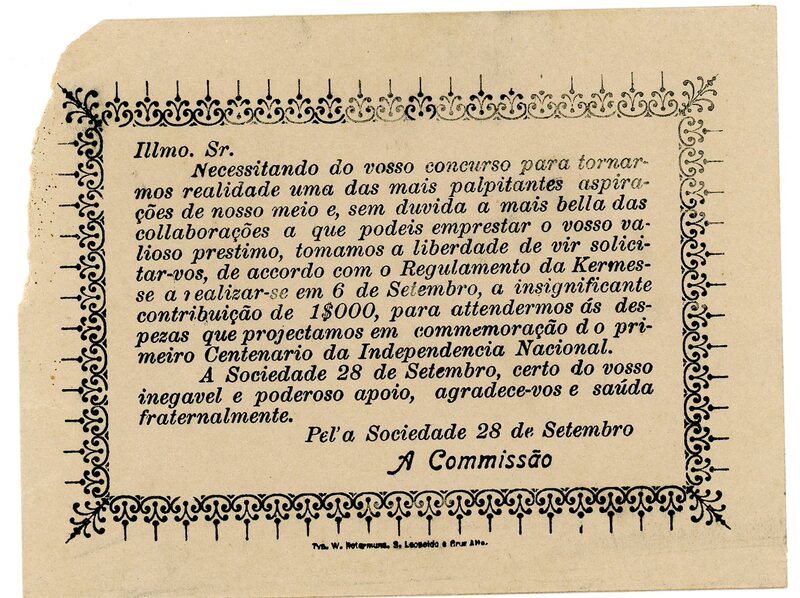 Illmo. Sr.
Necessitando do vosso concurso para tornar-
mos realidade uma das mais palpitantes aspira-
ções de nosso meio e, sem duvida a mais bella das
collaborações a que podeis emprestar o vosso va-
lioso prestimo, tomamos a liberdade de vir solici-
tar-vos, de accordo com o Regulamento da Kermes-
se a realizar-se em 6 de Setembro, a insignificante
contribuição de 1$000, para attendermos ás des-
pezas que projectamos em commemoração do pri-
meiro Centenario da Independencia Nacional.
A Sociedade 28 de Setembro, certo do vosso
inegavel e poderoso apoio, agradece-vos e saúda
fraternalmente.
Pel'a Sociedade 28 de Setembro
A Commissão
W. Rotermund, S. Leopoldo e Cruz Alta.